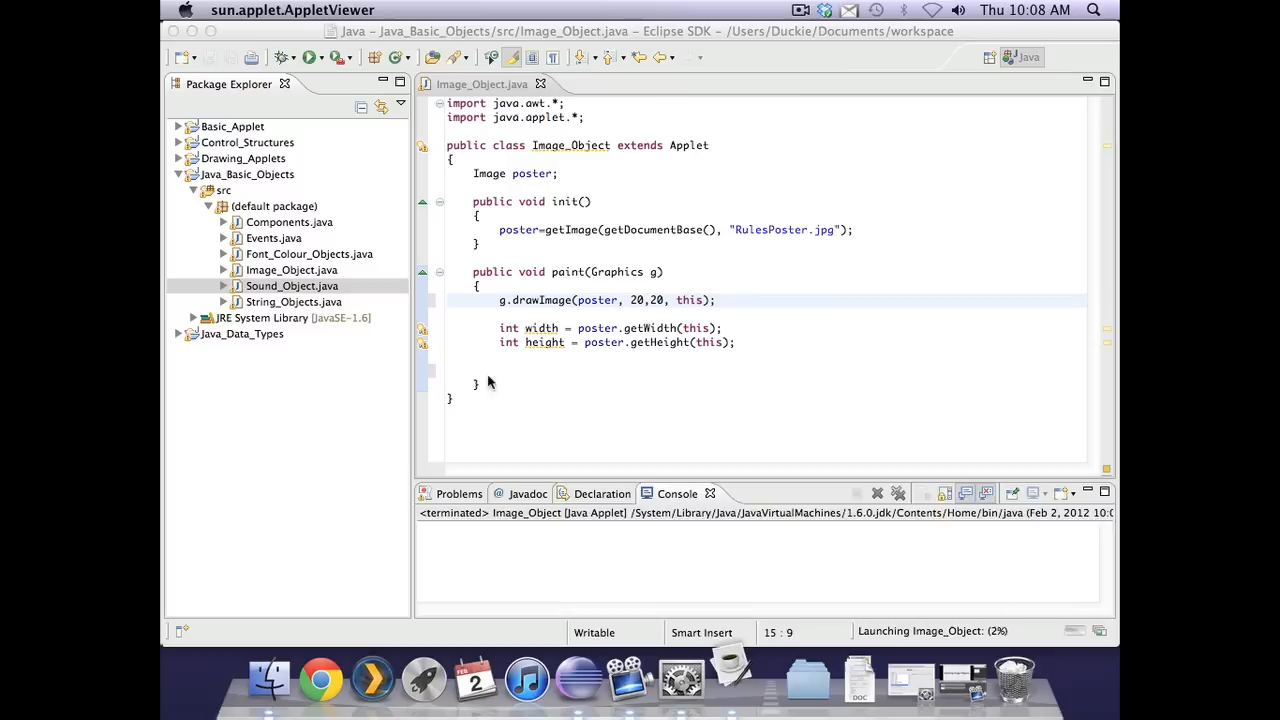 sun.applet.AppletViewer Thu 10:08 AM
Java – Java_Basic_Objects/src/Image_Object.java – Eclipse SDK – /Users/Duckie/Documents/workspace
Java
Package Explorer
Image_Object.java
Basic_Applet
Control_Structures
Drawing_Applets
Java_Basic_Objects
src
(default package)
Components.java
Events.java
Font_Colour_Objects.java
Image_Object.java
Sound_Object.java
String_Objects.java
JRE System Library [JavaSE-1.6]
Java_Data_Types
import java.awt.*;
import java.applet.*;
public class Image_Object extends Applet
{
Image poster;
public void init()
{
poster=getImage(getDocumentBase(), "RulesPoster.jpg");
}
public void paint(Graphics g)
{
g.drawImage(poster, 20,20, this);
int width = poster.getWidth(this);
int height = poster.getHeight(this);
}
}
Problems @ Javadoc Declaration Console
<terminated> Image_Object [Java Applet] /System/Library/Java/JavaVirtualMachines/1.6.0.jdk/Contents/Home/bin/java (Feb 2, 2012 10:0
Writable Smart Insert 15 : 9 Launching Image_Object: (2%)
FEB
2
DOC